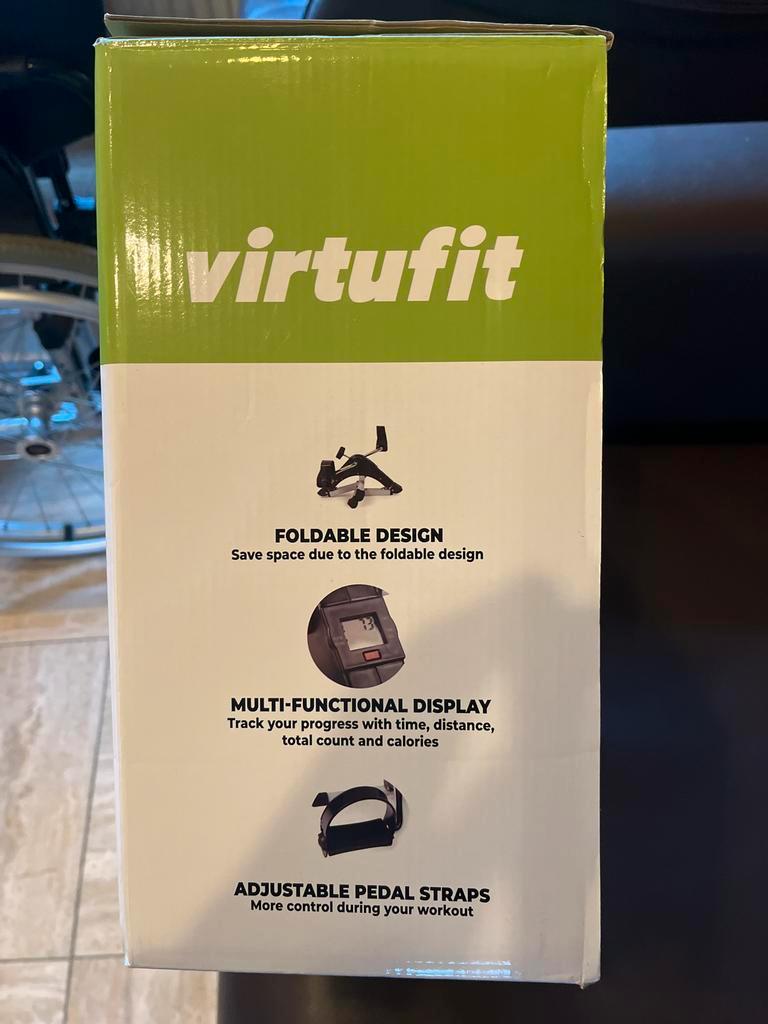 virtufit
FOLDABLE DESIGN
Save space due to the foldable design
MULTI-FUNCTIONAL DISPLAY
Track your progress with time, distance,
total count and calories
ADJUSTABLE PEDAL STRAPS
More control during your workout